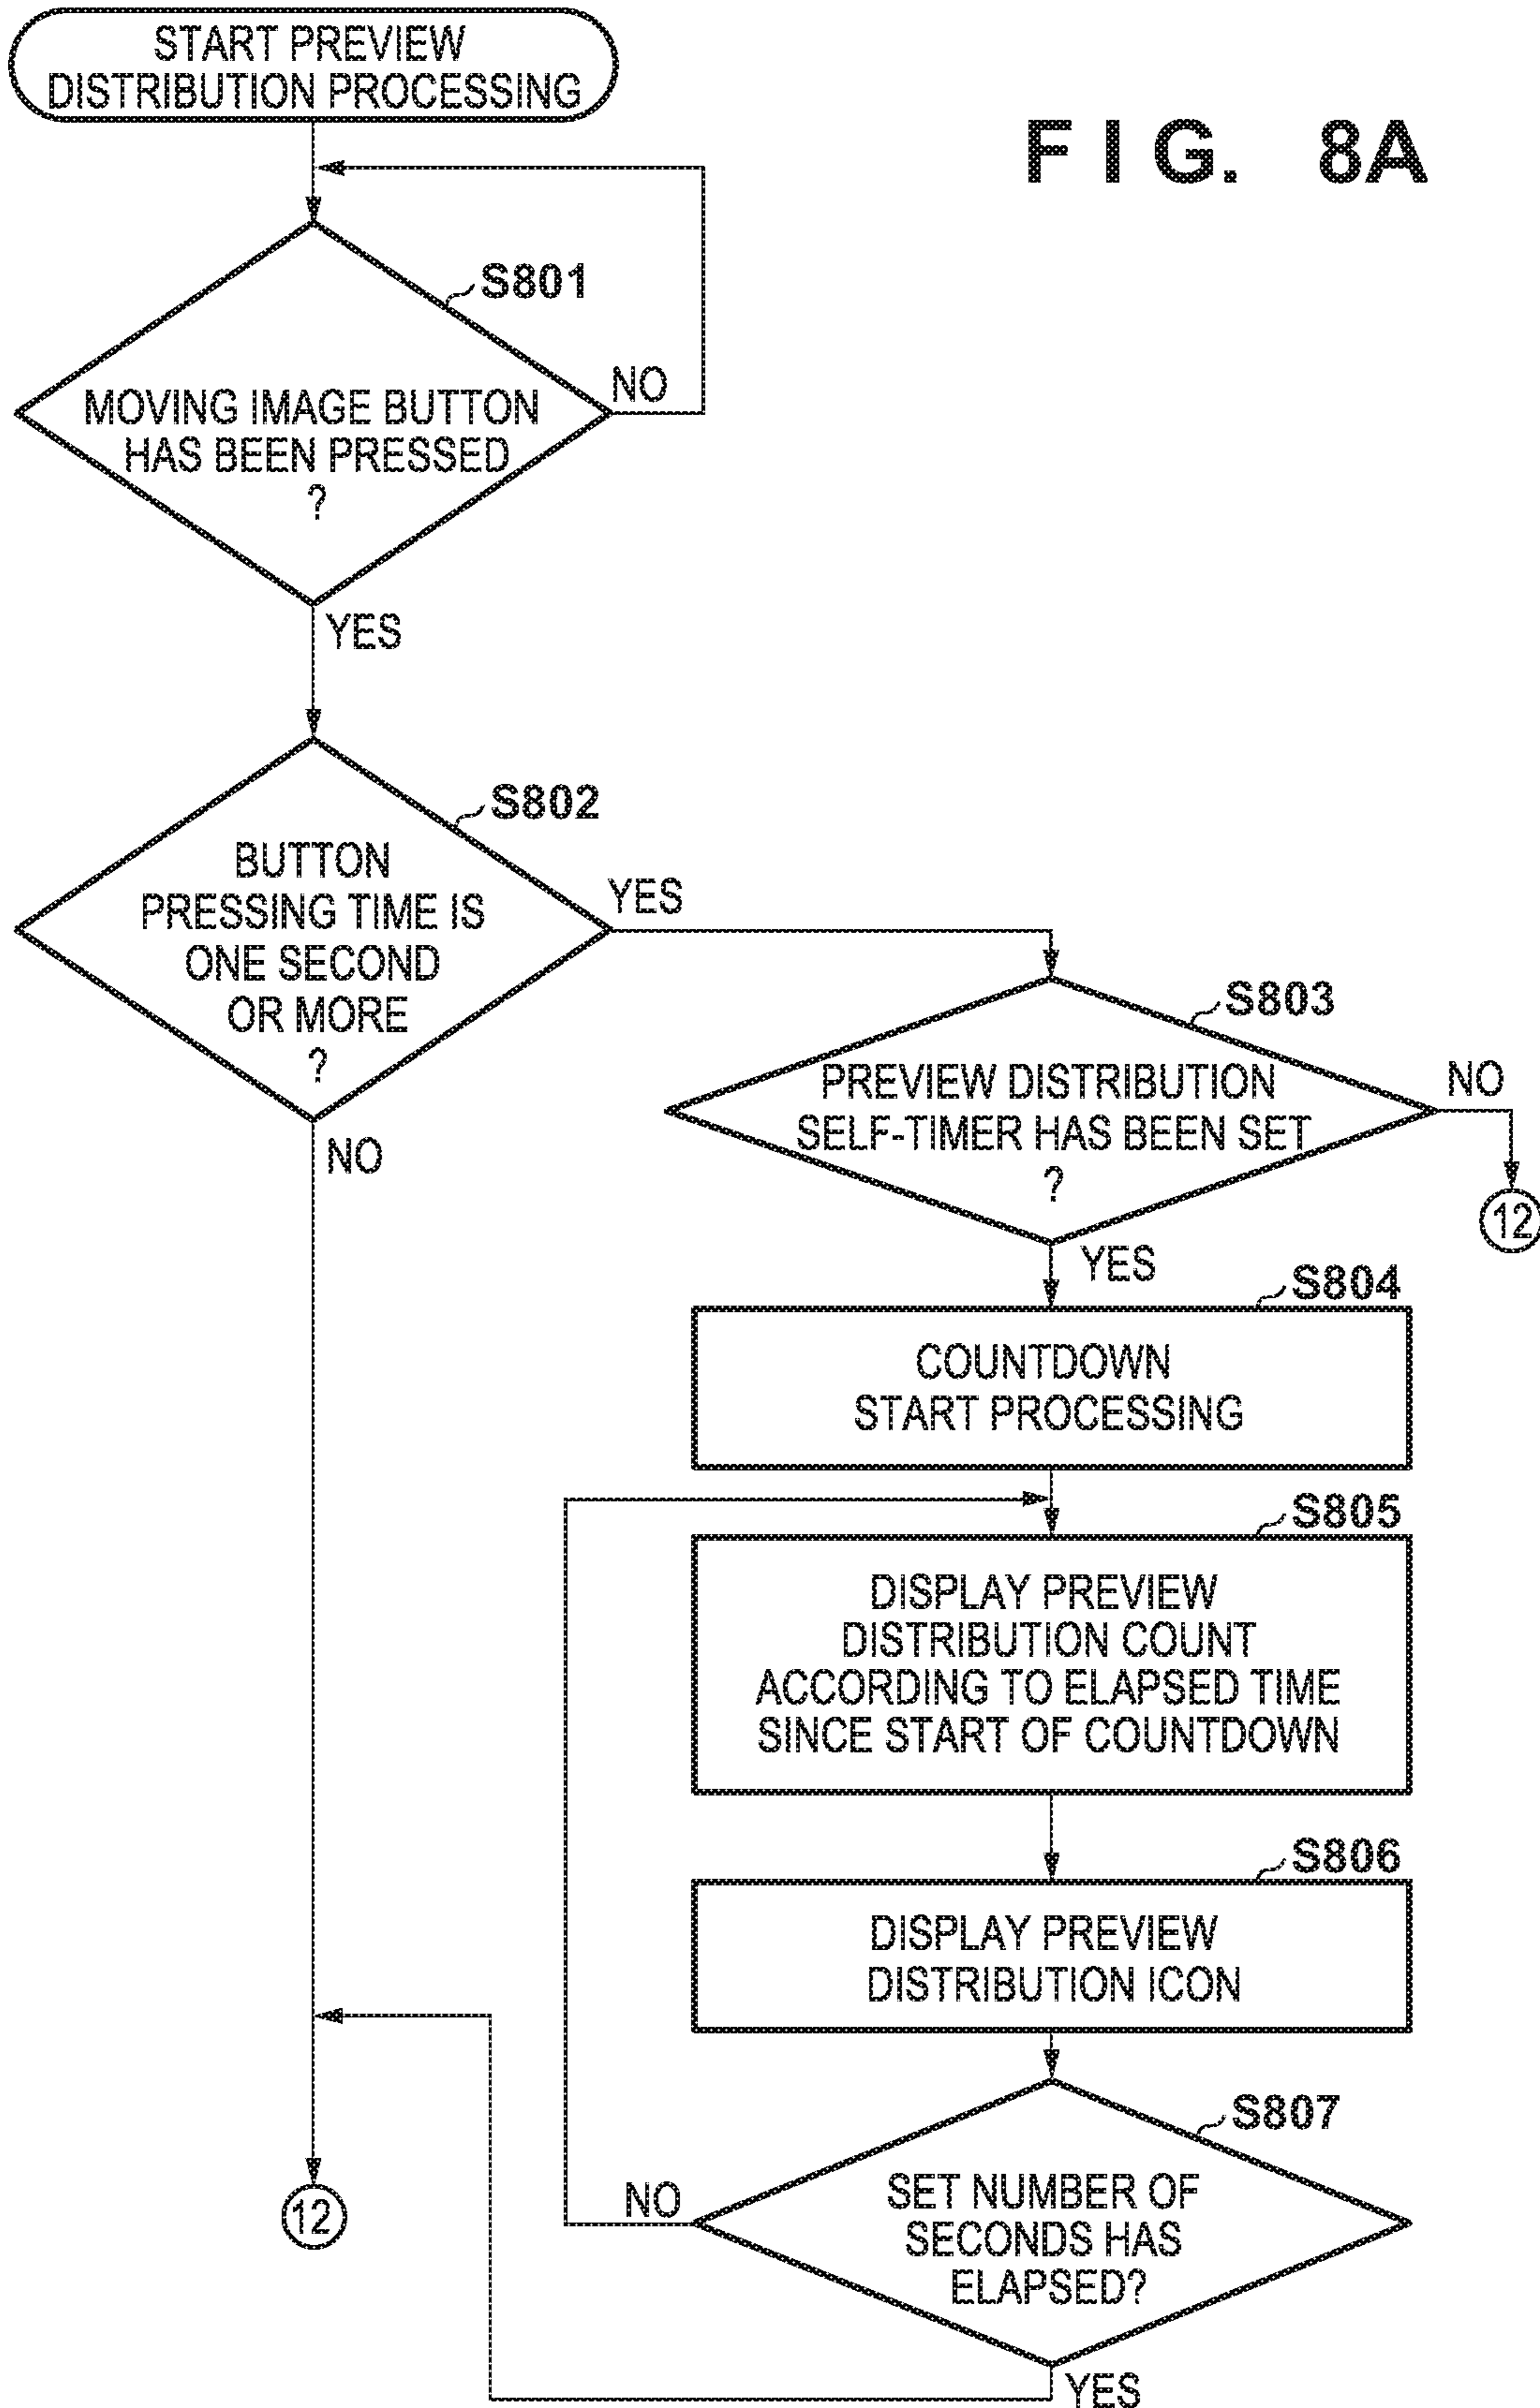 START PREVIEW
DISTRIBUTION PROCESSING
FIG. 8A
S801
MOVING IMAGE BUTTON
HAS BEEN PRESSED
?
NO
YES
S802
BUTTON
PRESSING TIME IS
ONE SECOND
OR MORE
?
YES
NO
S803
PREVIEW DISTRIBUTION
SELF-TIMER HAS BEEN SET
?
NO
12
YES
S804
COUNTDOWN
START PROCESSING
S805
DISPLAY PREVIEW
DISTRIBUTION COUNT
ACCORDING TO ELAPSED TIME
SINCE START OF COUNTDOWN
S806
DISPLAY PREVIEW
DISTRIBUTION ICON
S807
SET NUMBER OF
SECONDS HAS
ELAPSED?
NO
YES
12